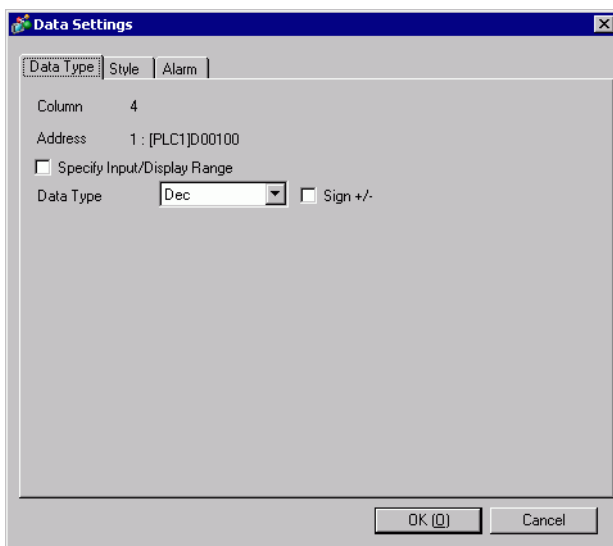 Data Settings
Data Type Style Alarm
Column 4
Address 1 : [PLC1]D00100
Specify Input/Display Range
Data Type Dec Sign +/-
OK (O) Cancel